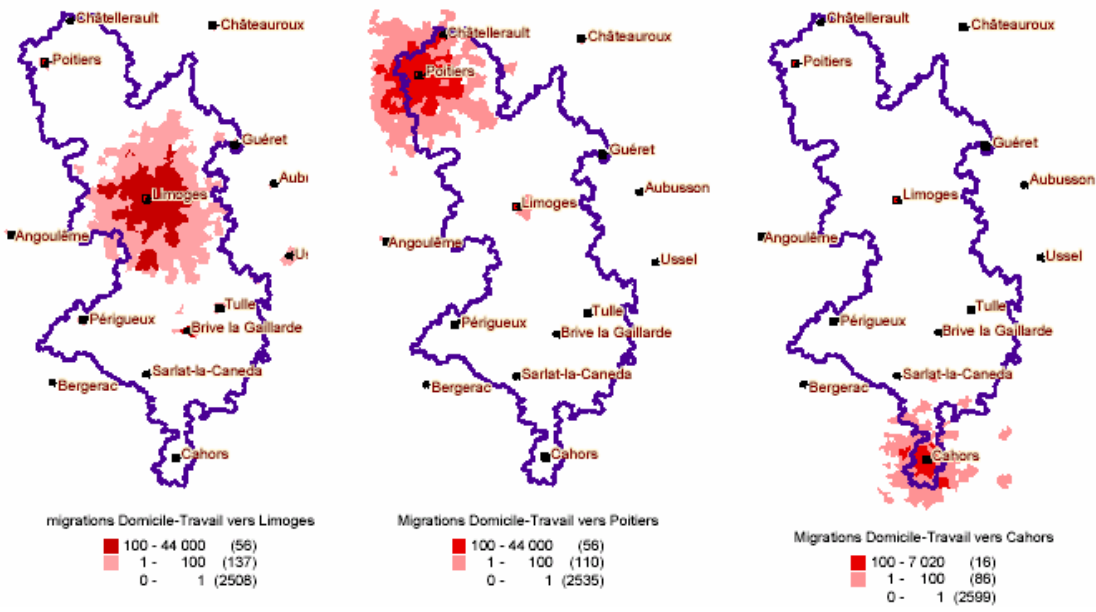 Châtellerault
Châteauroux
Poitiers
Guéret
Aubu
Limoges
Angoulême
Us
Tulle
Périgueux
Brive la Gaillarde
Sarlat-la-Caneda
Bergerac
Cahors
migrations Domicile-Travail vers Limoges
100 - 44 000 (56)
1 - 100 (137)
0 - 1 (2508)
Châtellerault
Châteauroux
Poitiers
Guéret
Aubusson
Limoges
Angoulême
Ussel
Tulle
Périgueux
Brive la Gaillarde
Sarlat-la-Caneda
Bergerac
Cahors
Migrations Domicile-Travail vers Poitiers
100 - 44 000 (56)
1 - 100 (110)
0 - 1 (2535)
Châtellerault
Châteauroux
Poitiers
Guéret
Aubusson
Limoges
Angoulême
Ussel
Tulle
Périgueux
Brive la Gaillarde
Sarlat-la-Caneda
Bergerac
Cahors
Migrations Domicile-Travail vers Cahors
100 - 7 020 (16)
1 - 100 (86)
0 - 1 (2599)